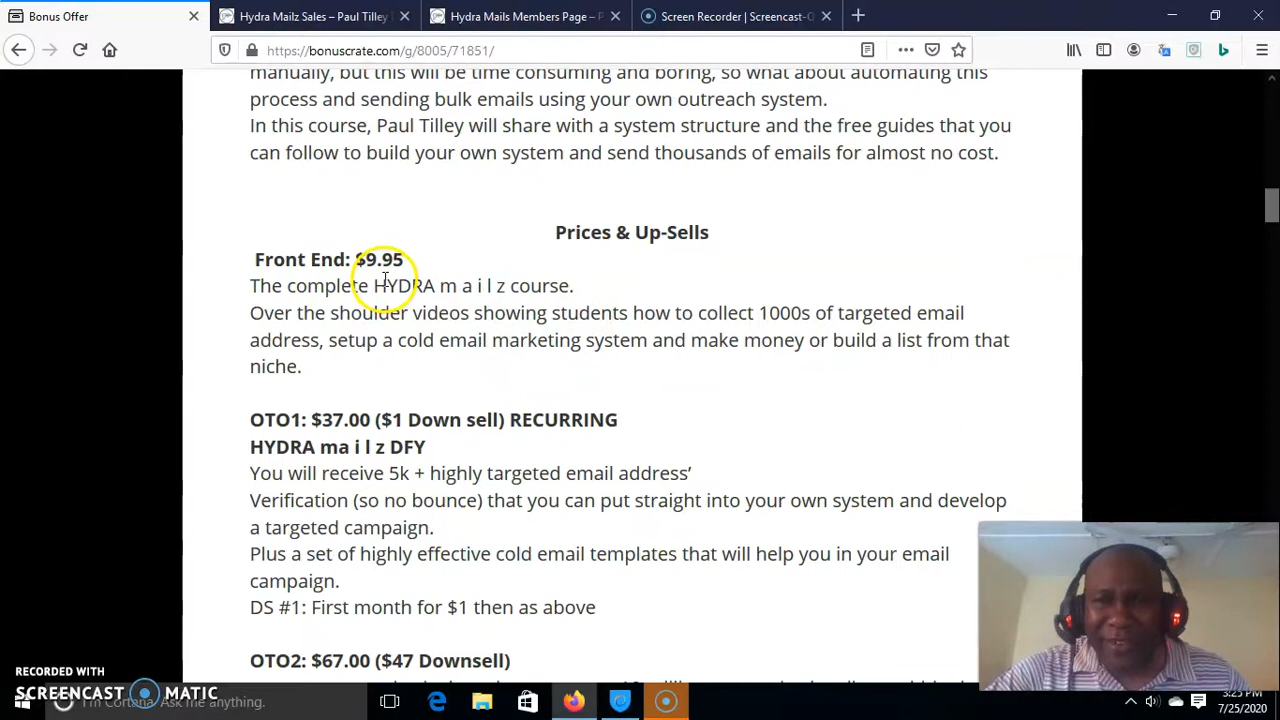 Bonus Offer
Hydra Mailz Sales – Paul Tilley
Hydra Mails Members Page – P
Screen Recorder | Screencast-O
https://bonuscrate.com/g/8005/71851/
manually, but this will be time consuming and boring, so what about automating this
process and sending bulk emails using your own outreach system.
In this course, Paul Tilley will share with a system structure and the free guides that you
can follow to build your own system and send thousands of emails for almost no cost.
Prices & Up-Sells
Front End: $9.95
The complete HYDRA m a i l z course.
Over the shoulder videos showing students how to collect 1000s of targeted email
address, setup a cold email marketing system and make money or build a list from that
niche.
OTO1: $37.00 ($1 Down sell) RECURRING
HYDRA ma i l z DFY
You will receive 5k + highly targeted email address’
Verification (so no bounce) that you can put straight into your own system and develop
a targeted campaign.
Plus a set of highly effective cold email templates that will help you in your email
campaign.
DS #1: First month for $1 then as above
OTO2: $67.00 ($47 Downsell)
RECORDED WITH
SCREENCAST MATIC
I'm Cortana. Ask me anything.
3:25 PM
7/25/2020